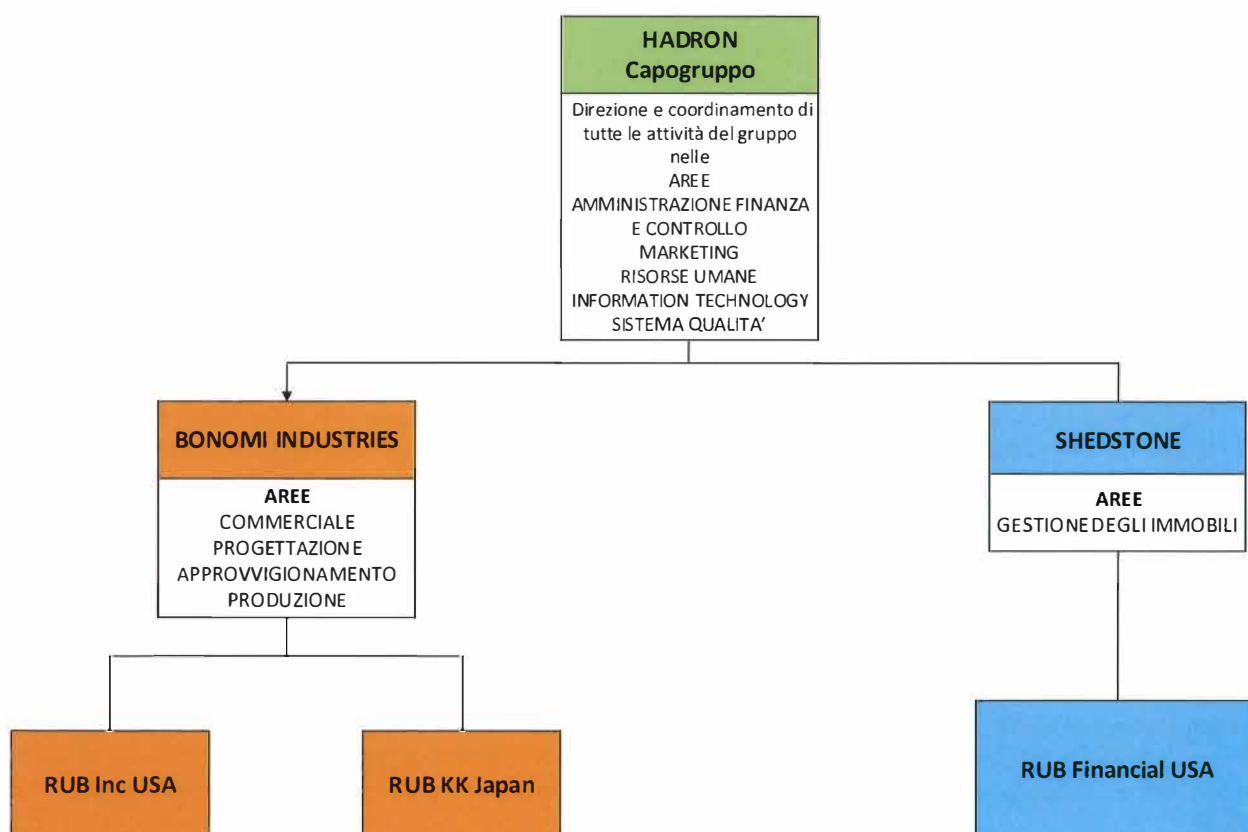 HADRON
Capogruppo
Direzione e coordinamento di
tutte le attività del gruppo
nelle
AREE
AMMINISTRAZIONE FINANZA
E CONTROLLO
MARKETING
RISORSE UMANE
INFORMATION TECHNOLOGY
SISTEMA QUALITA’
BONOMI INDUSTRIES
AREE
COMMERCIALE
PROGETTAZIONE
APPROVVIGIONAMENTO
PRODUZIONE
SHEDSTONE
AREE
GESTIONE DEGLI IMMOBILI
RUB Inc USA
RUB KK Japan
RUB Financial USA